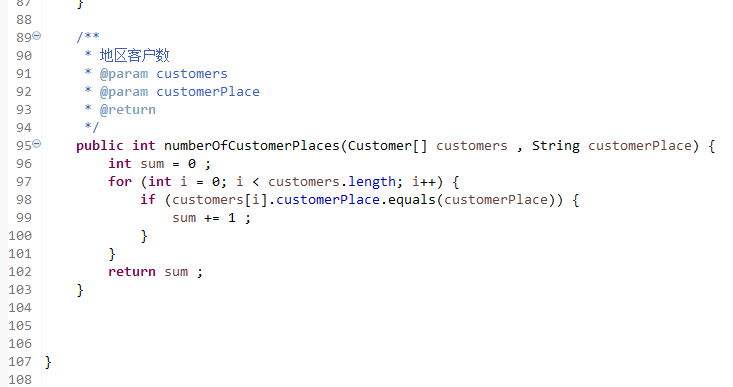 87 }
88
89 /**
90 * 地区客户数
91 * @param customers
92 * @param customerPlace
93 * @return
94 */
95 public int numberOfCustomerPlaces(Customer[] customers , String customerPlace) {
96 int sum = 0 ;
97 for (int i = 0; i < customers.length; i++) {
98 if (customers[i].customerPlace.equals(customerPlace)) {
99 sum += 1 ;
100 }
101 }
102 return sum ;
103 }
104
105
106
107 }
108